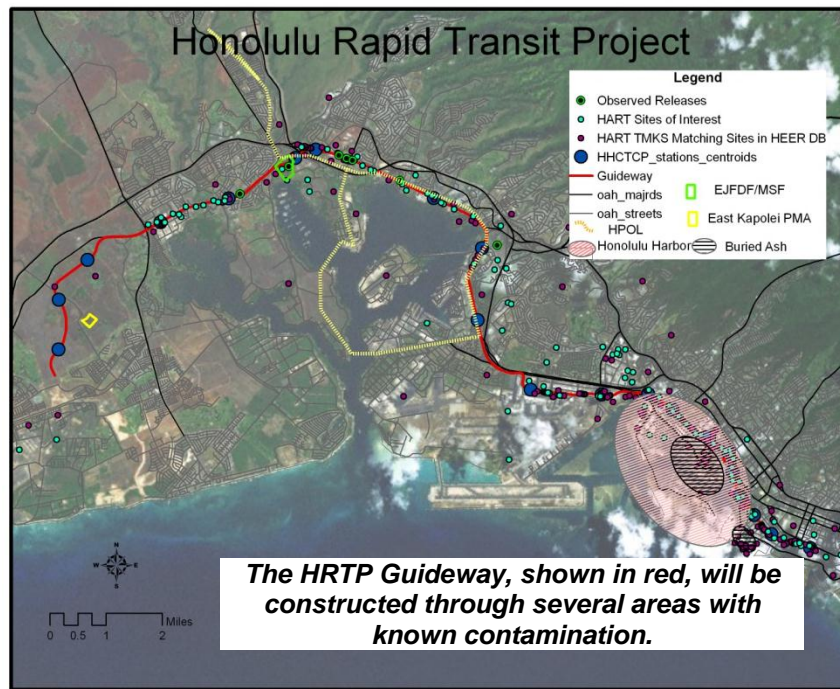 Honolulu Rapid Transit Project
Legend
Observed Releases
HART Sites of Interest
HART TMKS Matching Sites in HEER DB
HHCTCP_stations_centroids
Guideway
oah_majrds
oah_streets
HPOL
Honolulu Harbor
EJFDF/MSF
East Kapolei PMA
Buried Ash
N
W E
S
Miles
0 0.5 1 2
The HRTP Guideway, shown in red, will be
constructed through several areas with
known contamination.